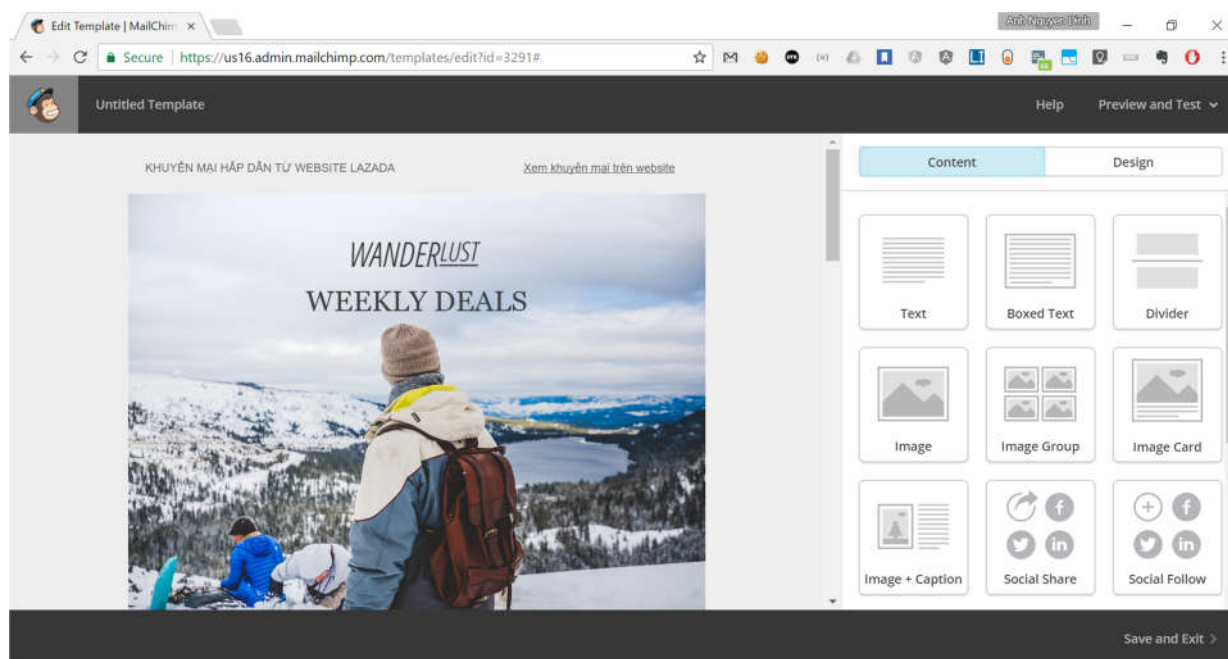 Edit Template | MailChim
Anh Nguyen Dinh
Secure | https://us16.admin.mailchimp.com/templates/edit?id=3291#
Untitled Template
Help
Preview and Test
KHUYẾN MẠI HẤP DẪN TỪ WEBSITE LAZADA
Xem khuyến mại trên website
Content
Design
WANDERLUST
WEEKLY DEALS
Text
Boxed Text
Divider
Image
Image Group
Image Card
Image + Caption
Social Share
Social Follow
Save and Exit